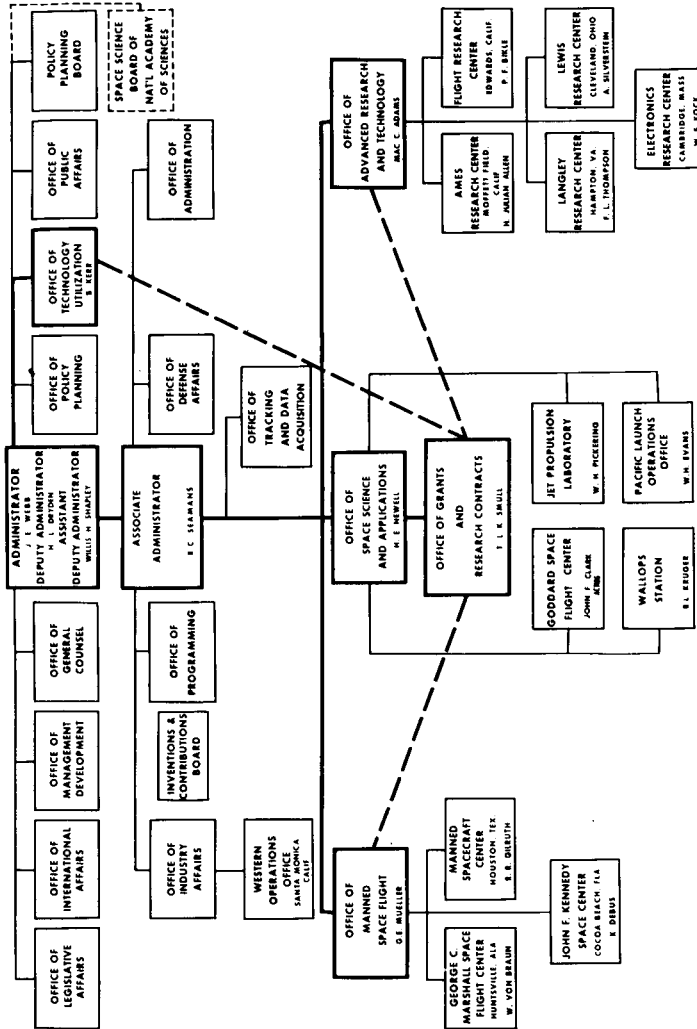 ADMINISTRATOR
J. E. WEBB
DEPUTY ADMINISTRATOR
H. L. DRYDEN
ASSISTANT
DEPUTY ADMINISTRATOR
WILLIS H. SHAPLEY
OFFICE OF
LEGISLATIVE
AFFAIRS
OFFICE OF
INTERNATIONAL
AFFAIRS
OFFICE OF
MANAGEMENT
DEVELOPMENT
OFFICE OF
GENERAL
COUNSEL
OFFICE OF
POLICY
PLANNING
OFFICE OF
TECHNOLOGY
UTILIZATION
B KERR
OFFICE OF
PUBLIC
AFFAIRS
POLICY
PLANNING
BOARD
SPACE SCIENCE
BOARD OF
NAT'L ACADEMY
OF SCIENCES
ASSOCIATE
ADMINISTRATOR
R C SEAMANS
OFFICE OF
INDUSTRY
AFFAIRS
INVENTIONS &
CONTRIBUTIONS
BOARD
OFFICE OF
PROGRAMMING
OFFICE OF
DEFENSE
AFFAIRS
OFFICE OF
ADMINISTRATION
WESTERN
OPERATIONS
OFFICE
SANTA MONICA
CALIF
OFFICE OF
TRACKING
AND DATA
ACQUISITION
OFFICE OF
MANNED
SPACE FLIGHT
G.E. MUELLER
OFFICE OF
SPACE SCIENCE
AND APPLICATIONS
H. E NEWELL
OFFICE OF
ADVANCED RESEARCH
AND TECHNOLOGY
MAC C. ADAMS
OFFICE OF GRANTS
AND
RESEARCH CONTRACTS
T L K SMULL
GEORGE C.
MARSHALL SPACE
FLIGHT CENTER
HUNTSVILLE, ALA
W. VON BRAUN
MANNED
SPACECRAFT
CENTER
HOUSTON, TEX
R. R. GILRUTH
JOHN F. KENNEDY
SPACE CENTER
COCOA BEACH, FLA
K DEBUS
GODDARD SPACE
FLIGHT CENTER
JOHN F. CLARK
ACTING
JET PROPULSION
LABORATORY
W. H PICKERING
WALLOPS
STATION
R L KRUGER
PACIFIC LAUNCH
OPERATIONS
OFFICE
W.H. EVANS
AMES
RESEARCH CENTER
MOFFETT FIELD,
CALIF
H. JULIAN ALLEN
FLIGHT RESEARCH
CENTER
EDWARDS, CALIF.
P. F. BIKLE
LANGLEY
RESEARCH CENTER
HAMPTON, VA.
F. L. THOMPSON
LEWIS
RESEARCH CENTER
CLEVELAND, OHIO
A. SILVERSTEIN
ELECTRONICS
RESEARCH CENTER
CAMBRIDGE, MASS